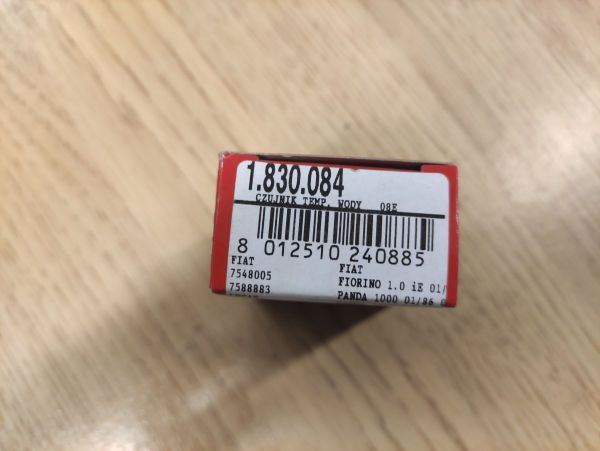 1.830.084
CZUJNIK TEMP. WODY 08E
8 012510 240885
FIAT
7548005
7588883
FIAT
FIORINO 1.0 iE 01/
PANDA 1000 01/86